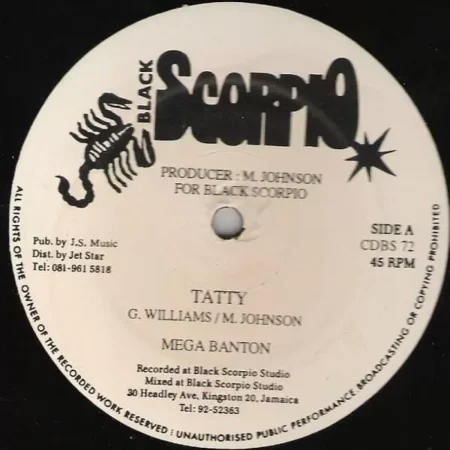 BLACK
SCORPIO
PRODUCER : M. JOHNSON
FOR BLACK SCORPIO
SIDE A
CDBS 72
45 RPM
Pub. by J.S. Music
Dist. by Jet Star
Tel: 081-961 5818
TATTY
G. WILLIAMS / M. JOHNSON
MEGA BANTON
Recorded at Black Scorpio Studio
Mixed at Black Scorpio Studio
30 Headley Ave, Kingston 20, Jamaica
Tel: 92-52363
ALL RIGHTS OF THE OWNER OF THE RECORDED WORK RESERVED : UNAUTHORISED PUBLIC PERFORMANCE BROADCASTING OR COPYING PROHIBITED